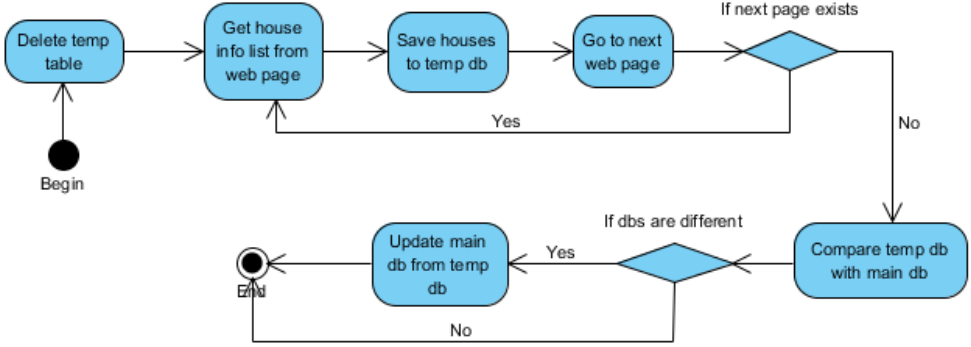 If next page exists
Delete temp
table
Get house
info list from
web page
Save houses
to temp db
Go to next
web page
Yes
No
Begin
If dbs are different
Compare temp db
with main db
Yes
Update main
db from temp
db
End
No